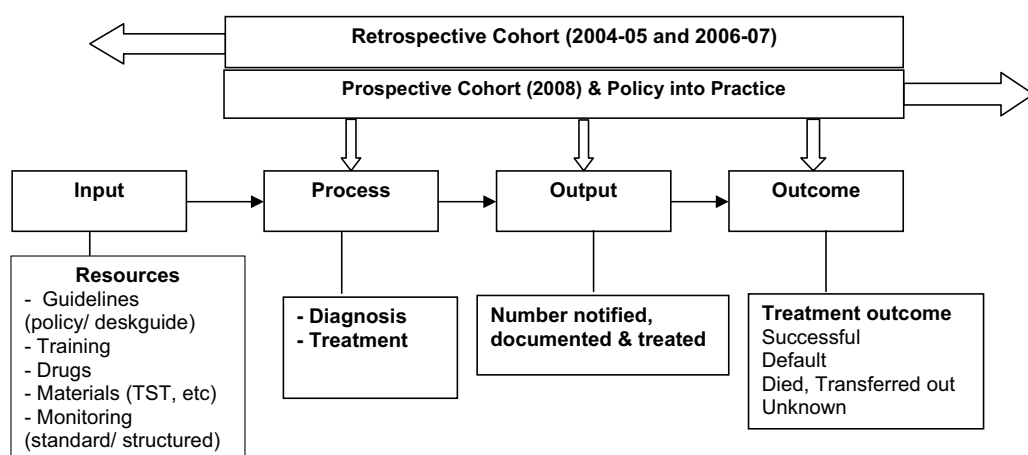 Retrospective Cohort (2004-05 and 2006-07)
Prospective Cohort (2008) & Policy into Practice
Input
Process
Output
Outcome
Resources
- Guidelines
(policy/ deskguide)
- Training
- Drugs
- Materials (TST, etc)
- Monitoring
(standard/ structured)
- Diagnosis
- Treatment
Number notified,
documented & treated
Treatment outcome
Successful
Default
Died, Transferred out
Unknown